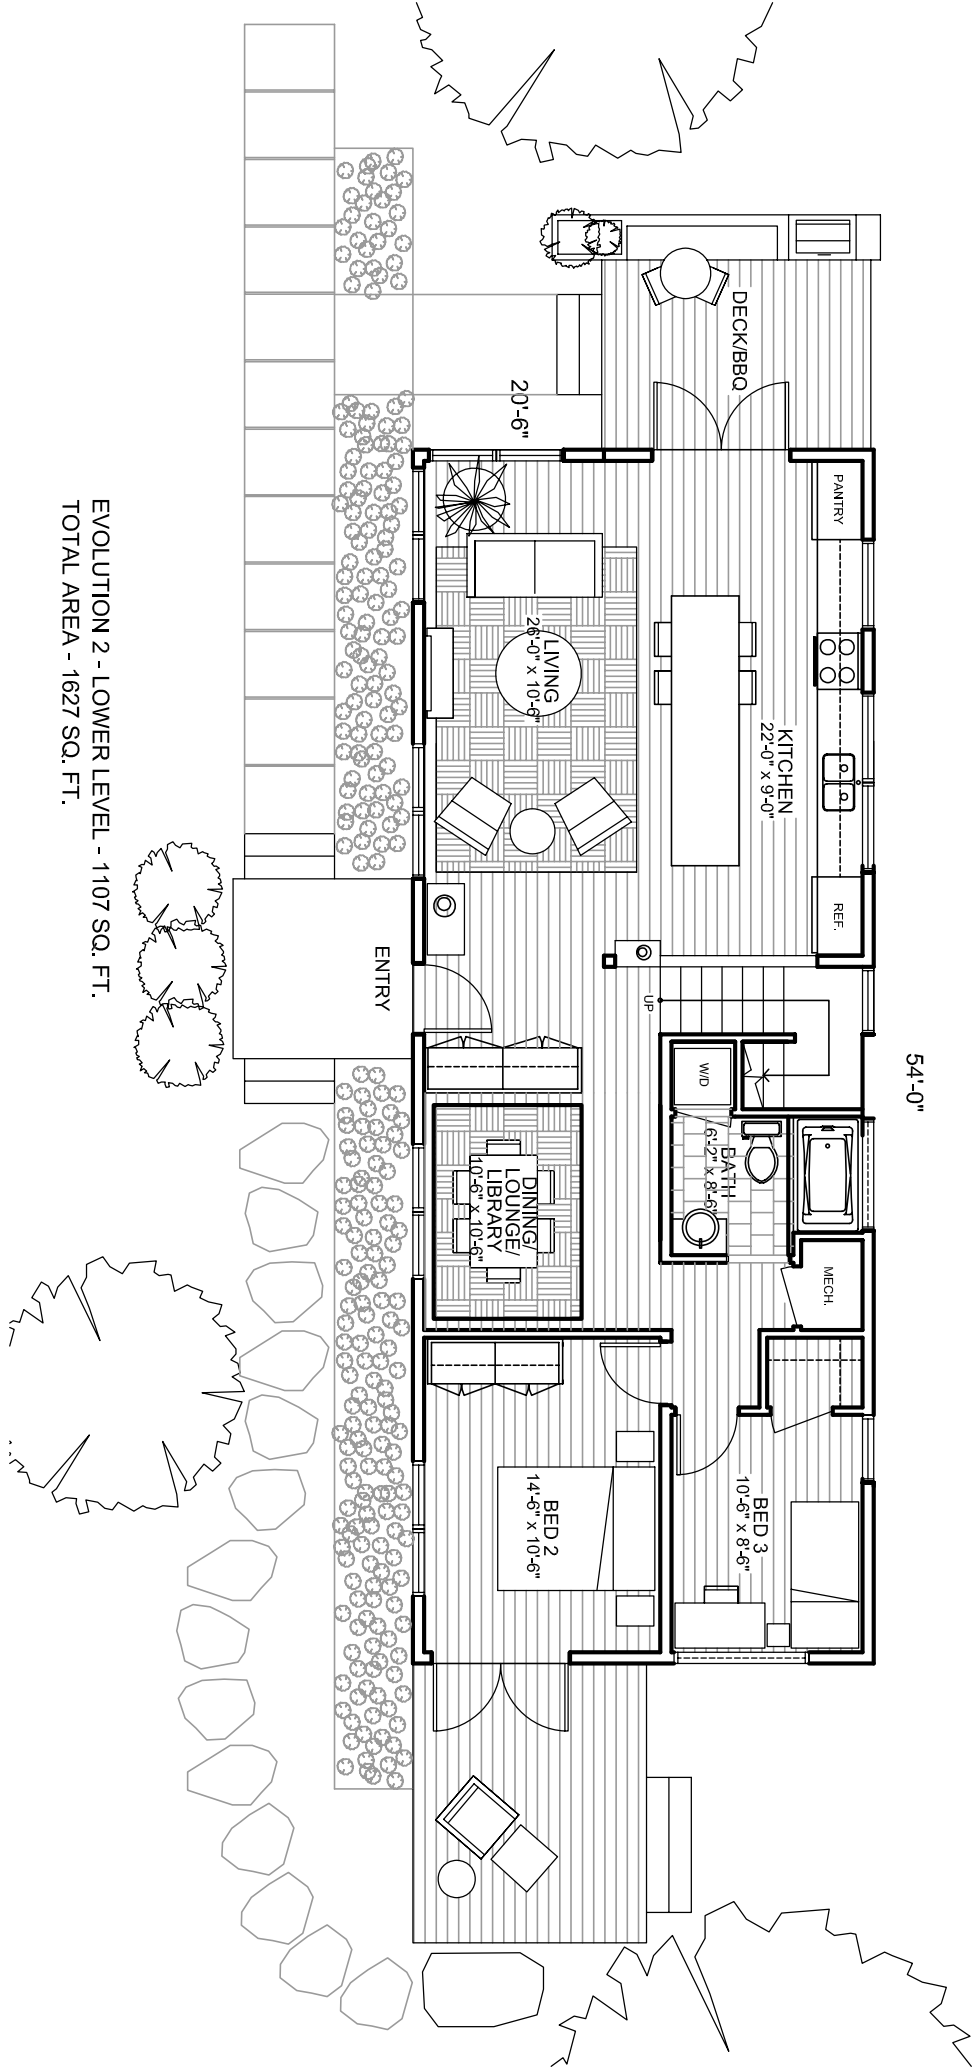 54'-0"
20'-6"
DECK/BBQ
PANTRY
KITCHEN
22'-0" x 9'-0"
REF.
LIVING
26'-0" x 10'-6"
UP
W/D
BATH
6'-2" x 8'-6"
MECH.
ENTRY
DINING/
LOUNGE/
LIBRARY
10'-6" x 10'-6"
BED 3
10'-6" x 8'-6"
BED 2
14'-6" x 10'-6"
EVOLUTION 2 - LOWER LEVEL - 1107 SQ. FT.
TOTAL AREA - 1627 SQ. FT.